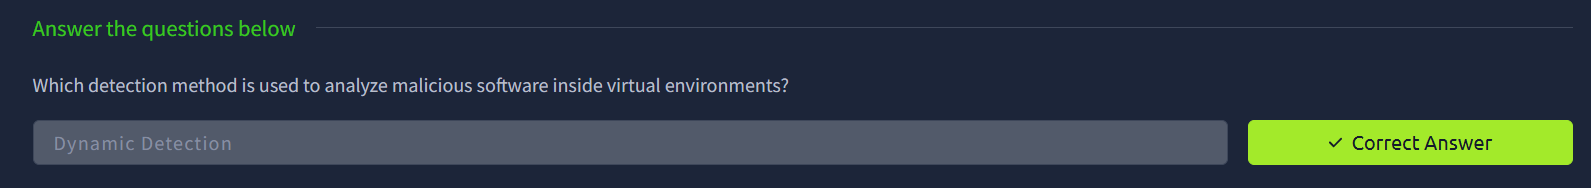 Answer the questions below
Which detection method is used to analyze malicious software inside virtual environments?
Dynamic Detection
Correct Answer